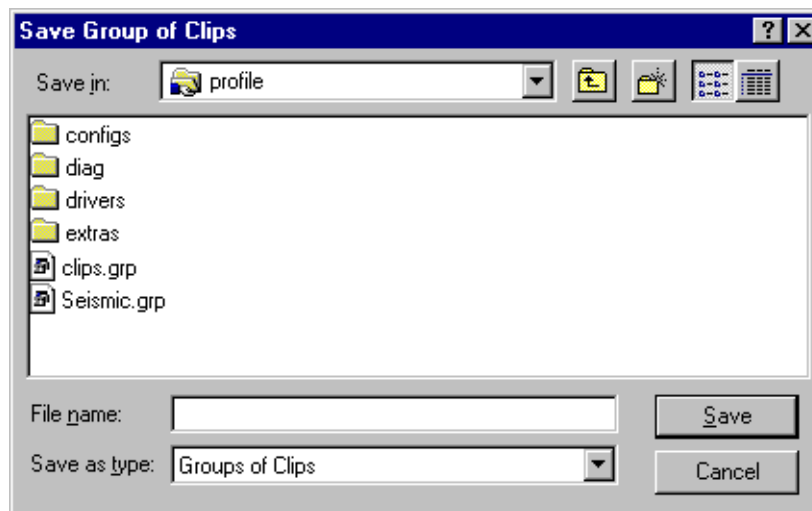 Save Group of Clips
Save in: profile
configs
diag
drivers
extras
clips.grp
Seismic.grp
File name: Save
Save as type: Groups of Clips Cancel